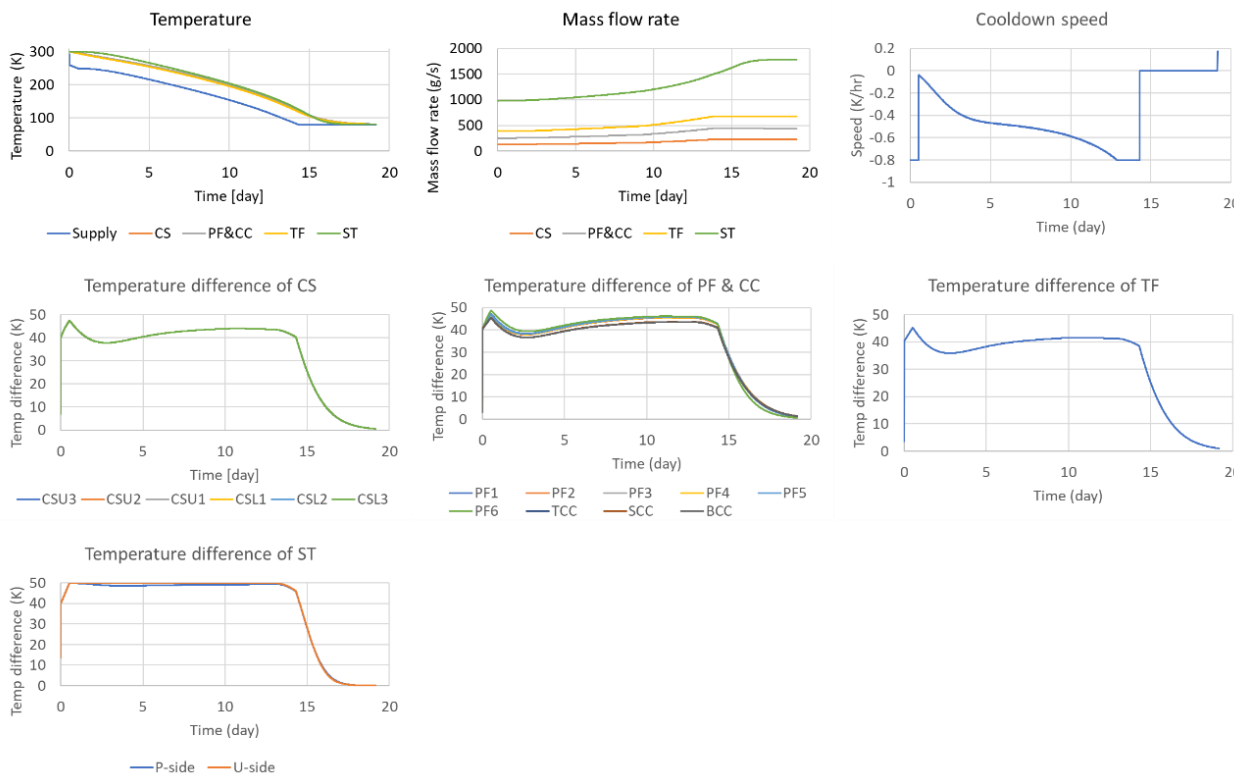 Temperature
Temperature (K)
300
200
100
0
0 5 10 15 20
Time [day]
Supply CS PF&CC TF ST
Mass flow rate
Mass flow rate (g/s)
2000
1500
1000
500
0
0 5 10 15 20
Time [day]
CS PF&CC TF ST
Cooldown speed
Speed (K/hr)
0.2
0
-0.2
-0.4
-0.6
-0.8
-1
0 5 10 15 20
Time (day)
Temperature difference of CS
Temp difference (K)
50
40
30
20
10
0
0 5 10 15 20
Time [day]
CSU3 CSU2 CSU1 CSL1 CSL2 CSL3
Temperature difference of PF & CC
Temp difference (K)
50
40
30
20
10
0
0 5 10 15 20
Time (day)
PF1 PF2 PF3 PF4 PF5
PF6 TCC SCC BCC
Temperature difference of TF
Temp difference (K)
50
40
30
20
10
0
0 5 10 15 20
Time (day)
Temperature difference of ST
Temp difference (K)
50
40
30
20
10
0
0 5 10 15 20
Time (day)
P-side U-side